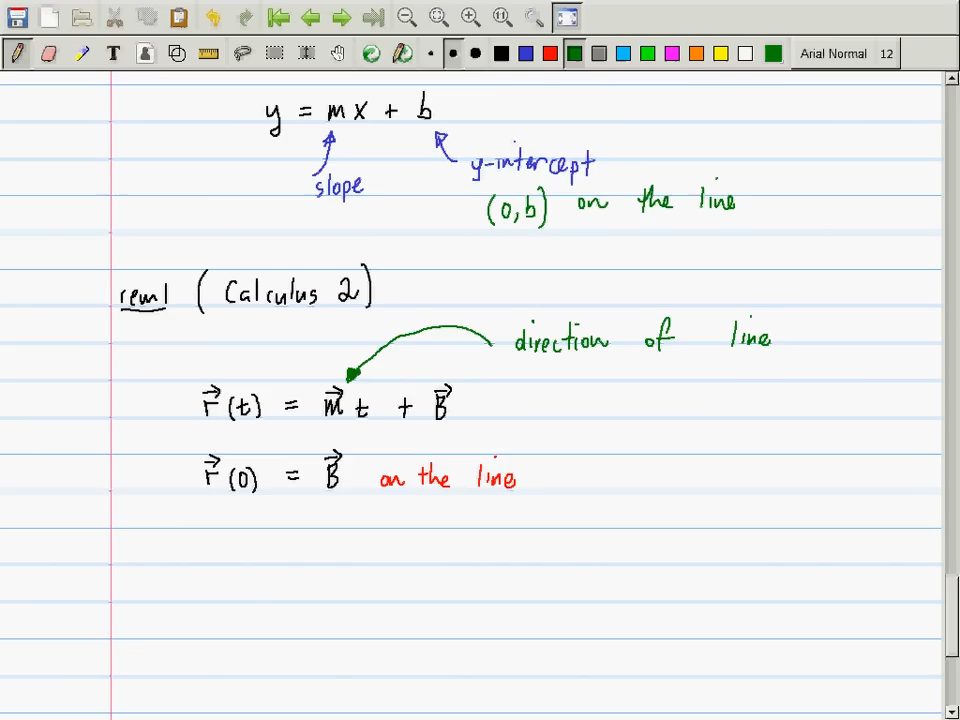 T
Arial Normal 12
y = mx + b
slope
y-intercept
(0,b) on the line
reml (Calculus 2)
direction of line
r⃗(t) = m⃗ t + B⃗
r⃗(0) = B⃗ on the line